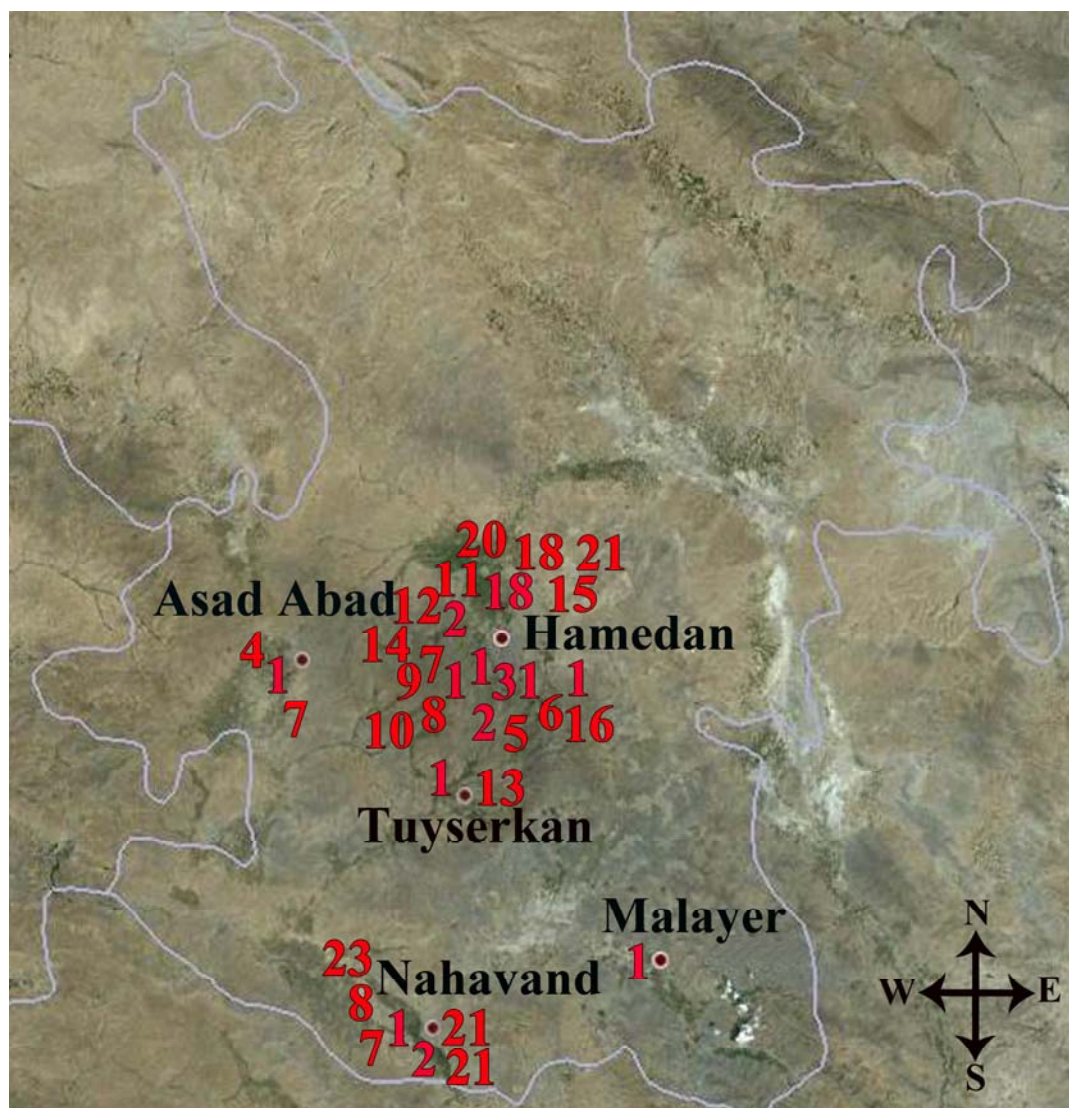 20 18 21
11 18 15
Asad Abad 12 2
Hamedan
4 14 7 1
1 9 1 31 1
7 10 8 2 5 6 16
1 13
Tuyserkan
Malayer
23 1
Nahavand
8
7 1 21
2 21
N
W E
S